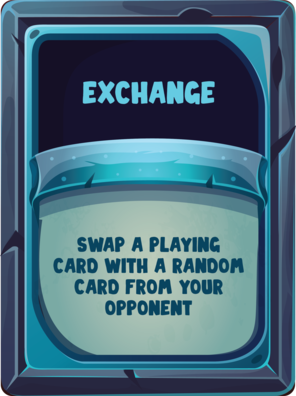 EXCHANGE
SWAP A PLAYING
CARD WITH A RANDOM
CARD FROM YOUR
OPPONENT